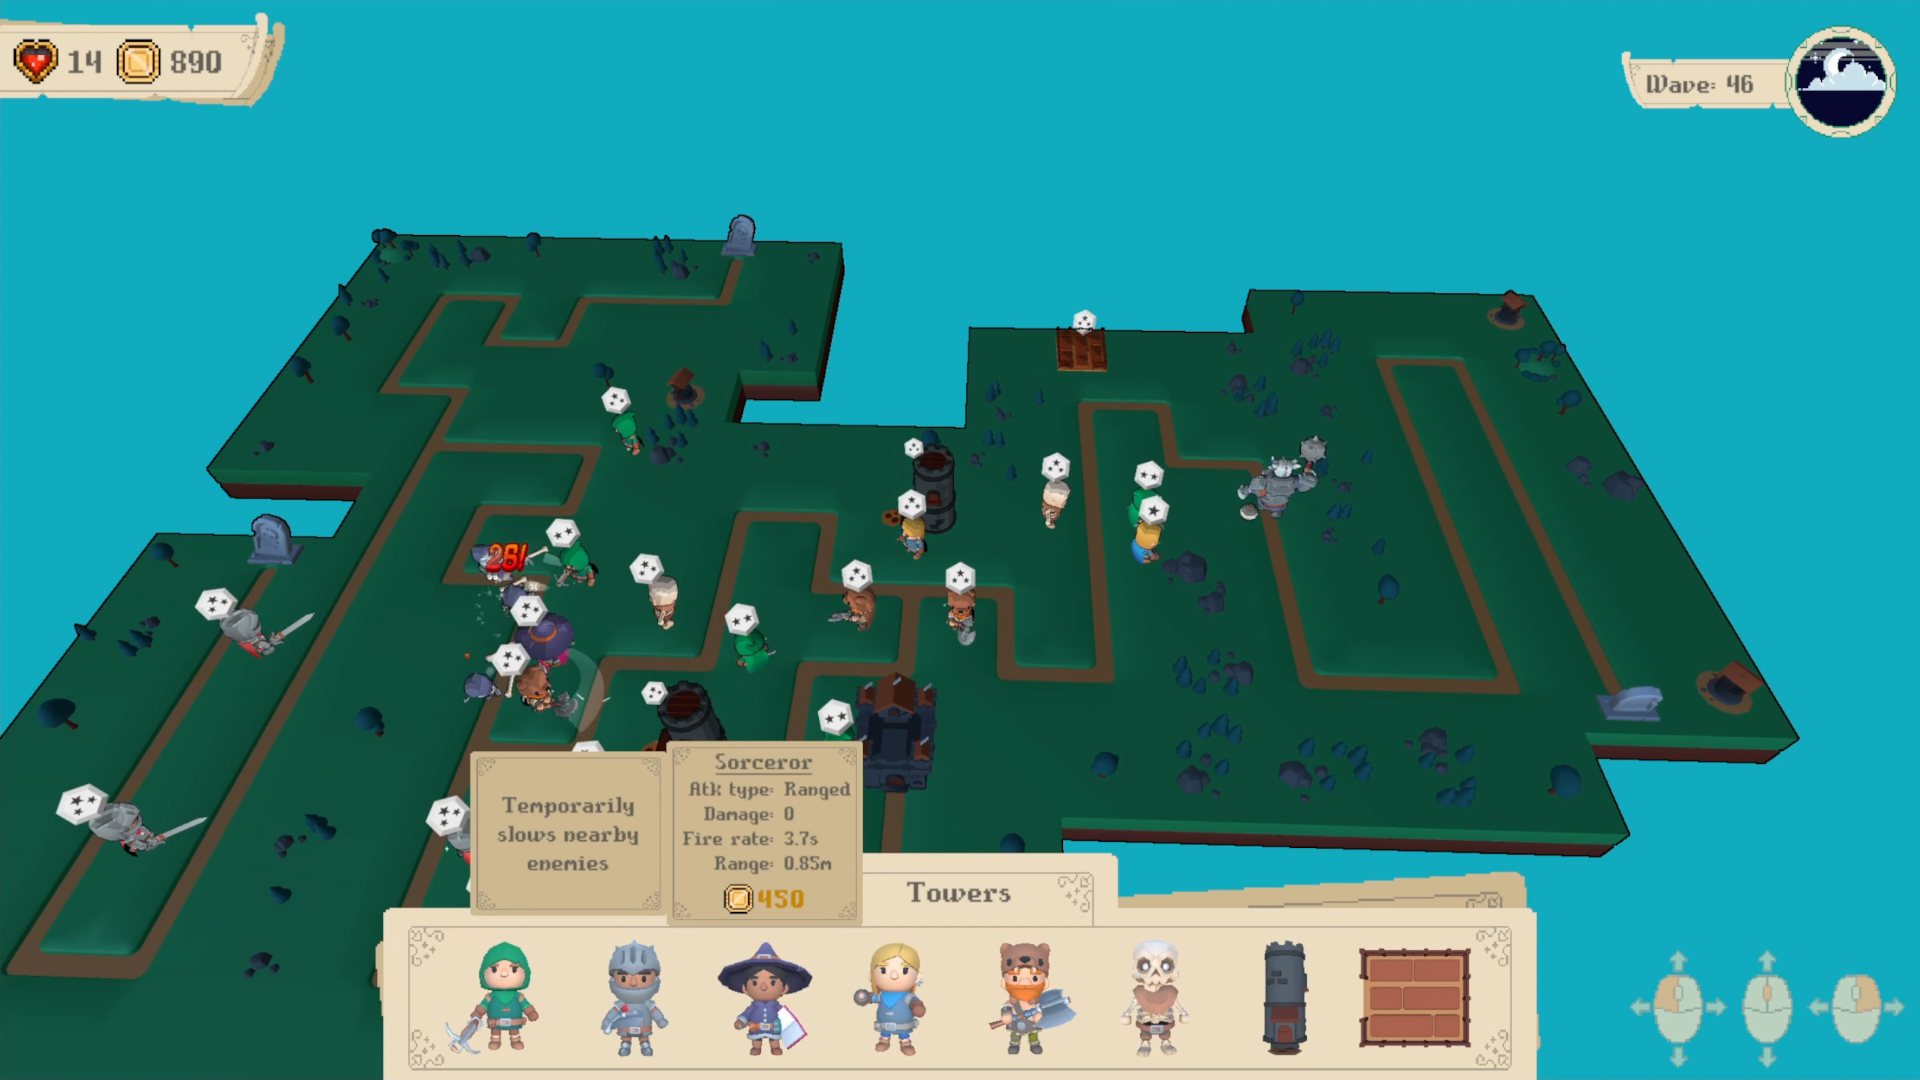 14 890
Wave: 46
26!
Temporarily
slows nearby
enemies
Sorceror
Atk type: Ranged
Damage: 0
Fire rate: 3.7s
Range: 0.85m
450
Towers